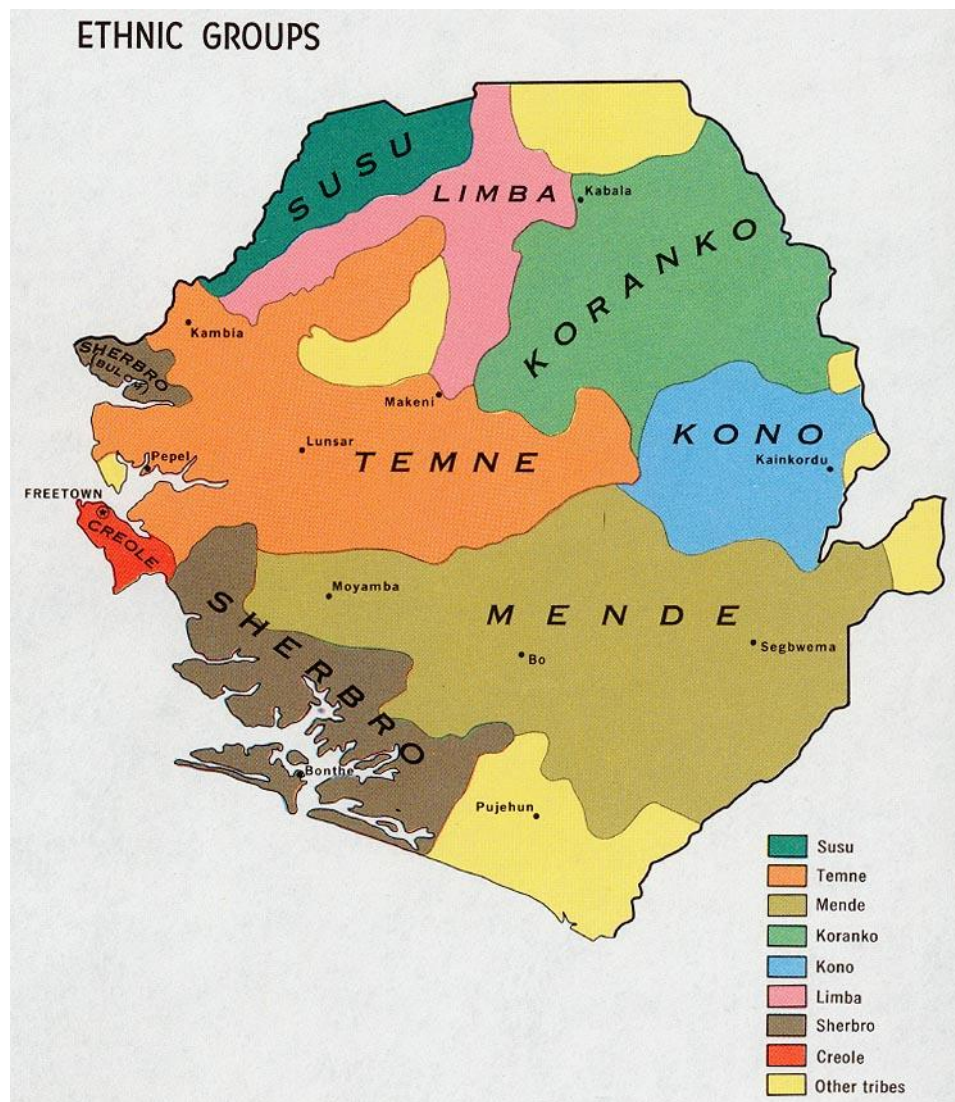 ETHNIC GROUPS
SUSU
LIMBA
Kabala
KORANKO
Kambia
SHERBRO
(BULOM)
Makeni
KONO
Lunsar
TEMNE
Kainkordu
Pepel
FREETOWN
CREOLE
Moyamba
SHERBRO
MENDE
Segbwema
Bo
Bonthe
Pujehun
Susu
Temne
Mende
Koranko
Kono
Limba
Sherbro
Creole
Other tribes